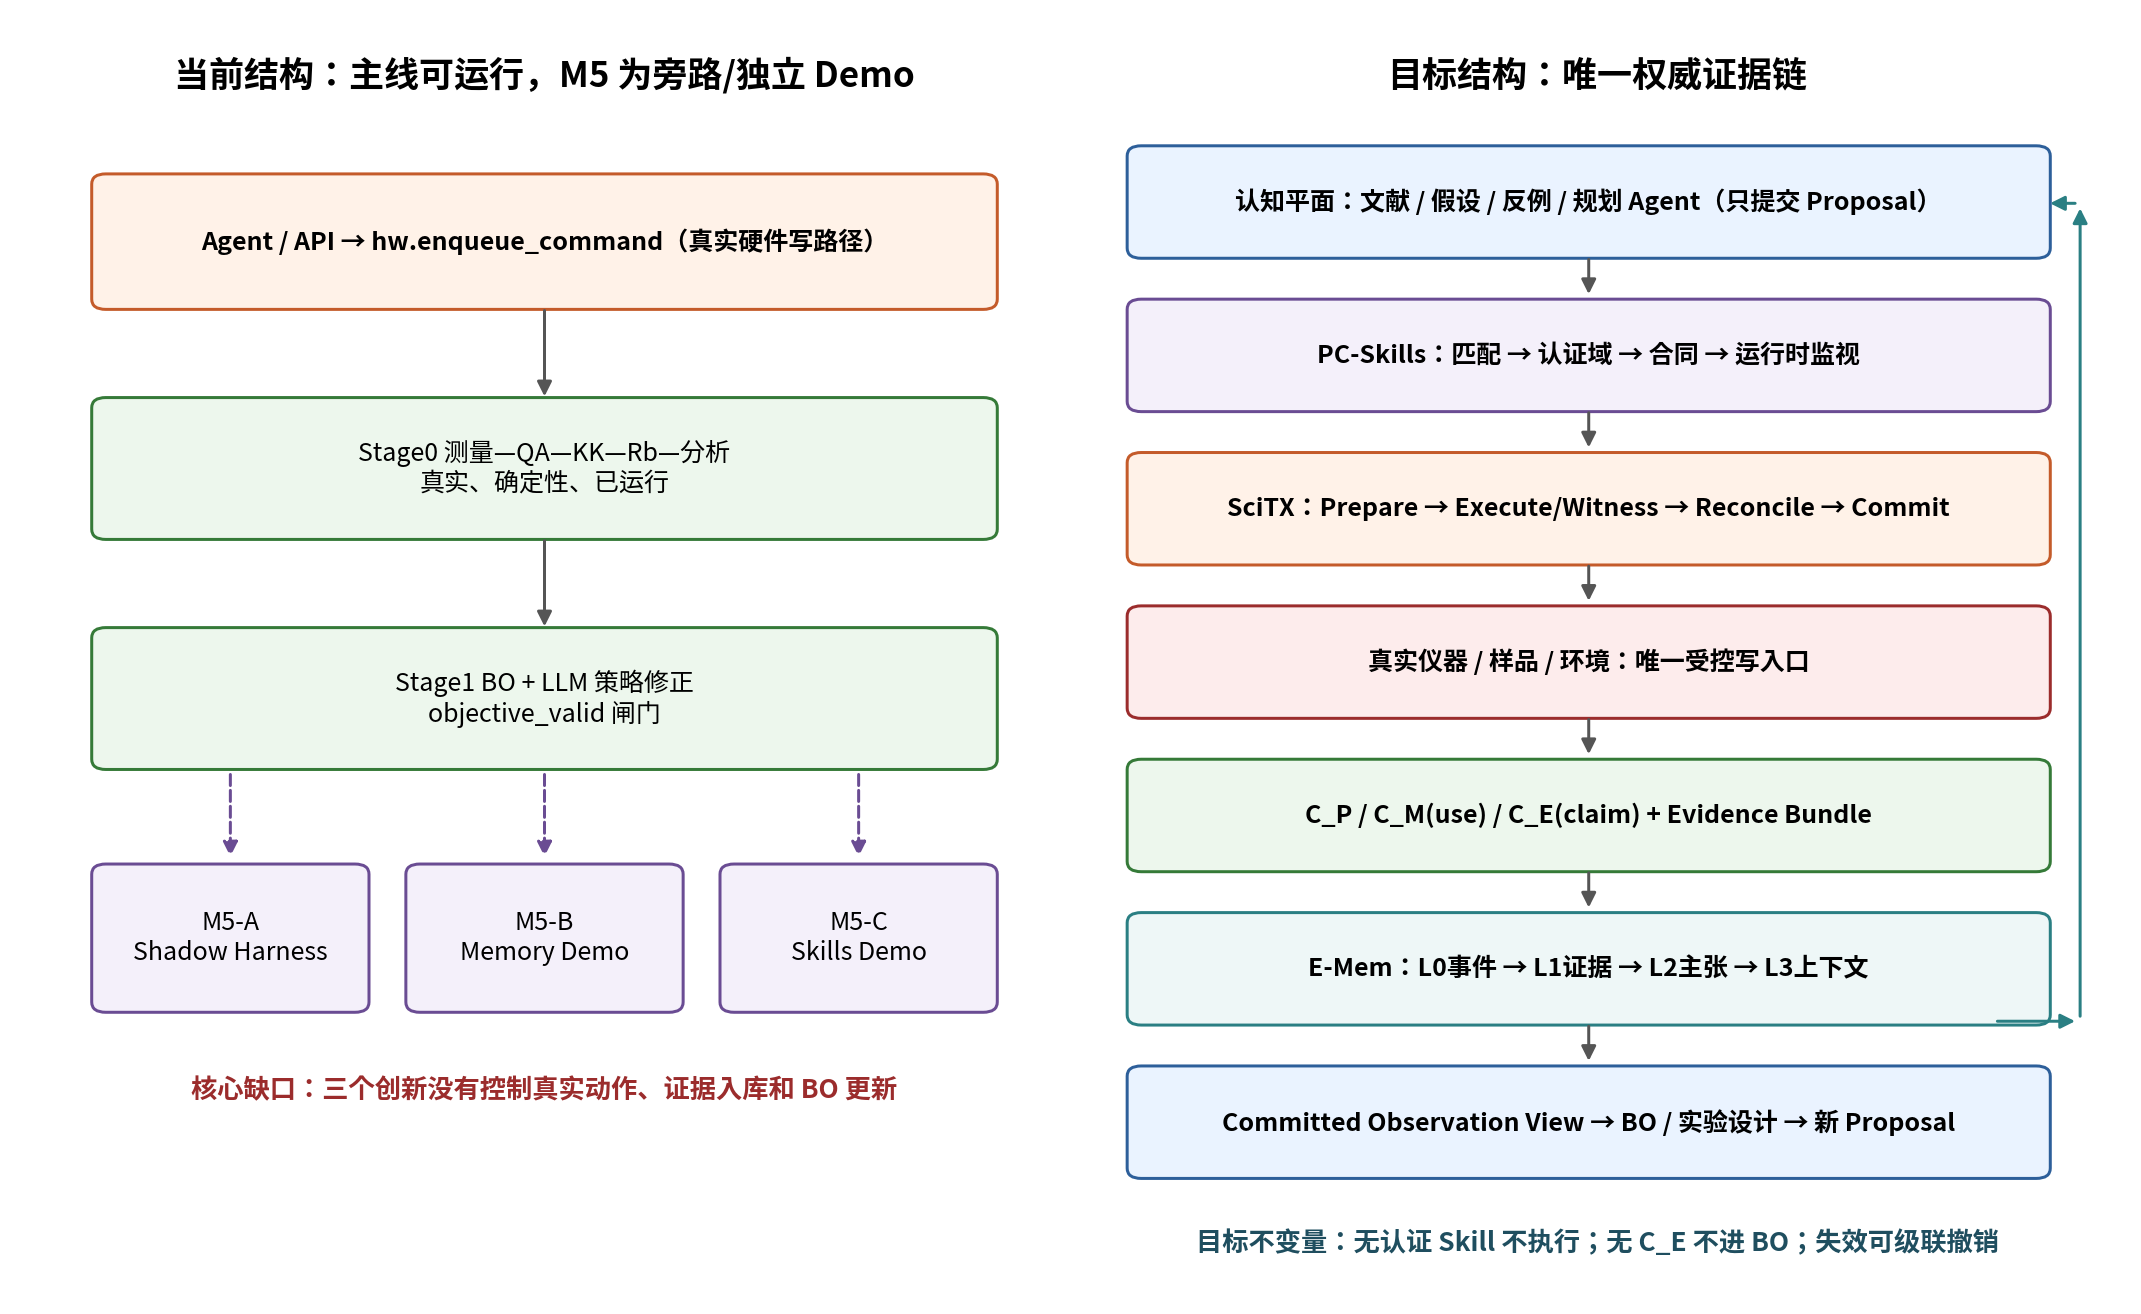 当前结构：主线可运行，M5 为旁路/独立 Demo
Agent / API → hw.enqueue_command（真实硬件写路径）
Stage0 测量—QA—KK—Rb—分析
真实、确定性、已运行
Stage1 BO + LLM 策略修正
objective_valid 闸门
M5-A
Shadow Harness
M5-B
Memory Demo
M5-C
Skills Demo
核心缺口：三个创新没有控制真实动作、证据入库和 BO 更新
目标结构：唯一权威证据链
认知平面：文献 / 假设 / 反例 / 规划 Agent（只提交 Proposal）
PC-Skills：匹配 → 认证域 → 合同 → 运行时监视
SciTX：Prepare → Execute/Witness → Reconcile → Commit
真实仪器 / 样品 / 环境：唯一受控写入口
C_P / C_M(use) / C_E(claim) + Evidence Bundle
E-Mem：L0事件 → L1证据 → L2主张 → L3上下文
Committed Observation View → BO / 实验设计 → 新 Proposal
目标不变量：无认证 Skill 不执行；无 C_E 不进 BO；失效可级联撤销